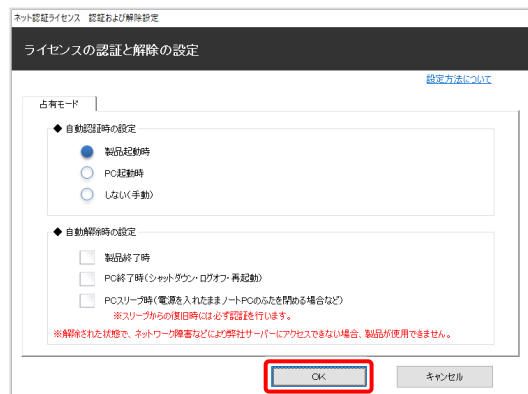 ネット認証ライセンス 認証および解除設定
ライセンスの認証と解除の設定
設定方法について
占有モード
◆ 自動認証時の設定
製品起動時
PC起動時
しない(手動)
◆ 自動解除時の設定
製品終了時
PC終了時(シャットダウン・ログオフ・再起動)
PCスリープ時(電源を入れたままノートPCのふたを閉める場合など)
※スリープからの復旧時には必ず認証を行います。
※解除された状態で、ネットワーク障害などにより弊社サーバーにアクセスできない場合、製品が使用できません。
OK
キャンセル